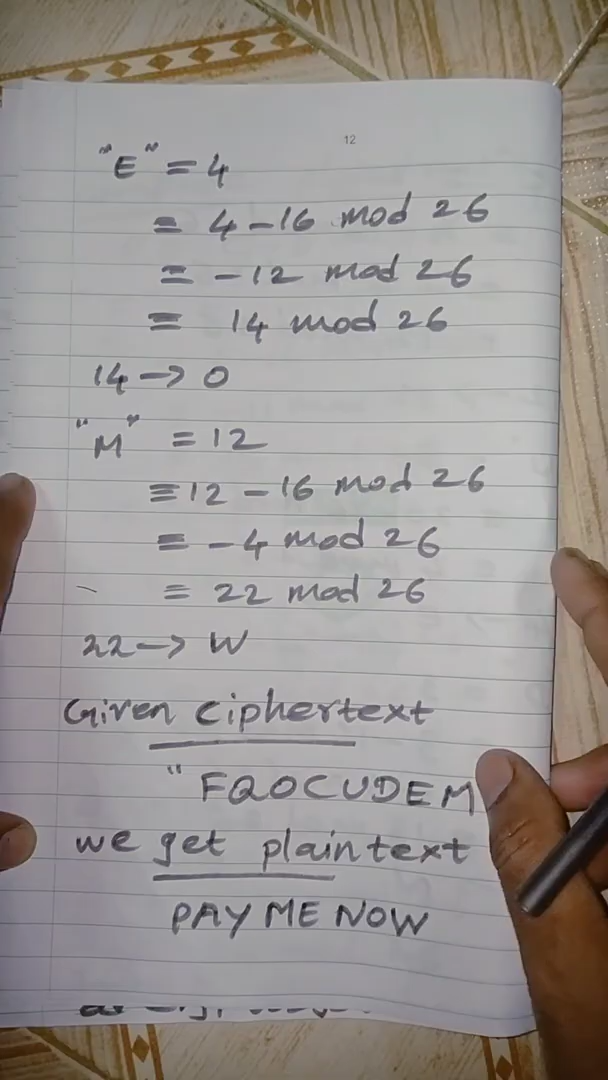 12
"E" = 4
= 4 - 16 mod 26
≡ -12 mod 26
≡ 14 mod 26
14 → O
"M" = 12
≡ 12 - 16 mod 26
≡ -4 mod 26
≡ 22 mod 26
22 → W
Given ciphertext
"FQOCUDEM
we get plaintext
PAY ME NOW